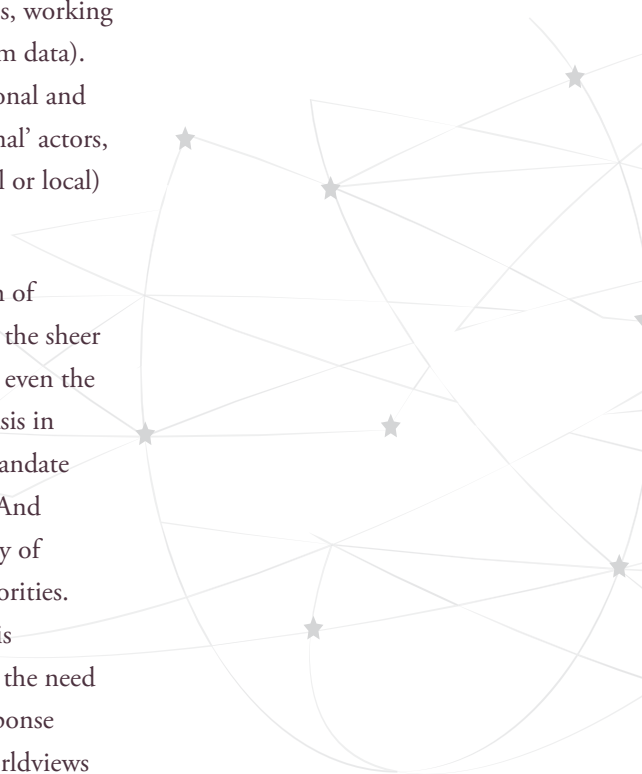 s, working
m data).
onal and
nal’ actors,
l or local)
n of
the sheer
even the
sis in
andate
And
y of
orities.
is
the need
ponse
rldviews